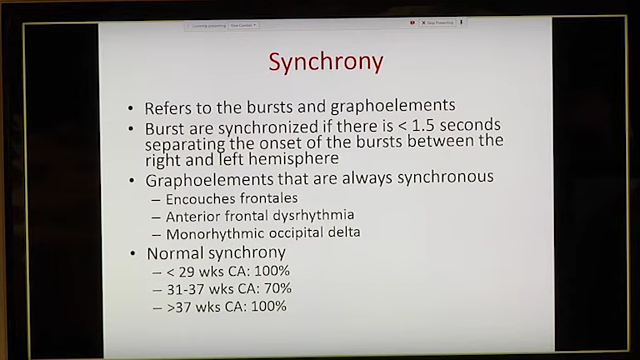 Synchrony
• Refers to the bursts and graphoelements
• Burst are synchronized if there is < 1.5 seconds
separating the onset of the bursts between the
right and left hemisphere
• Graphoelements that are always synchronous
– Encouches frontales
– Anterior frontal dysrhythmia
– Monorhythmic occipital delta
• Normal synchrony
– < 29 wks CA: 100%
– 31-37 wks CA: 70%
– >37 wks CA: 100%